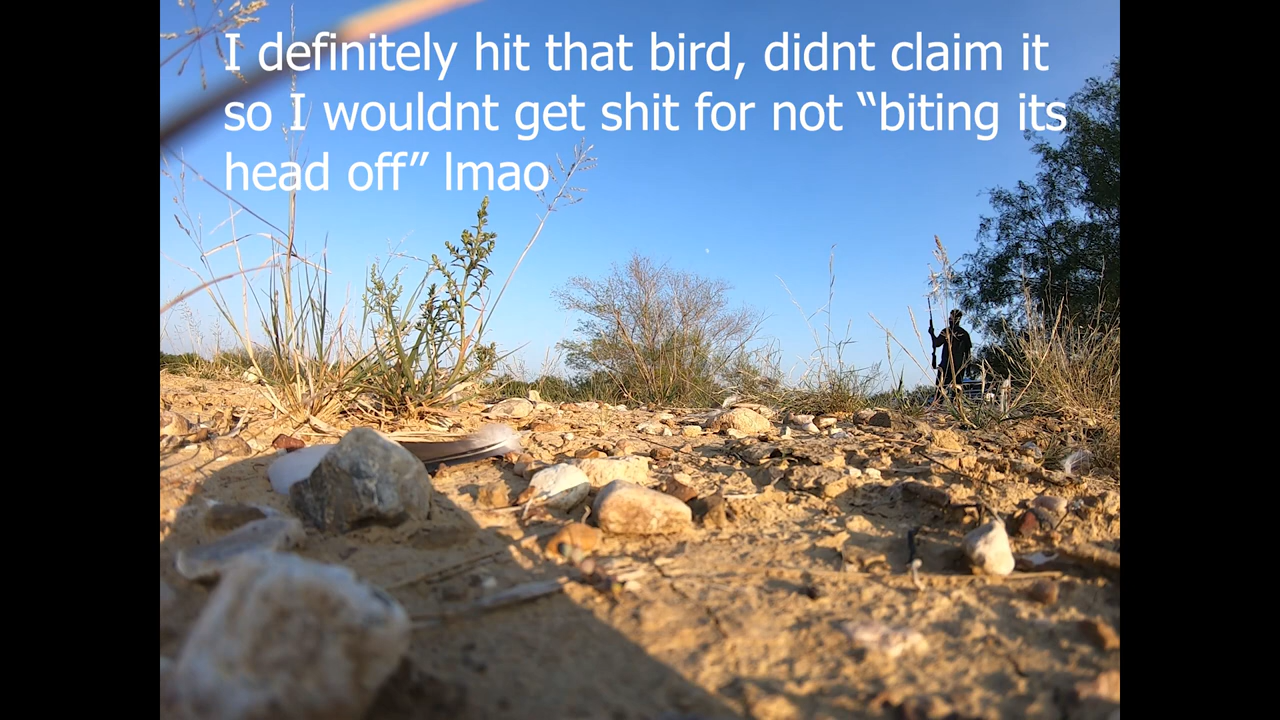 I definitely hit that bird, didnt claim it
so I wouldnt get shit for not “biting its
head off” lmao